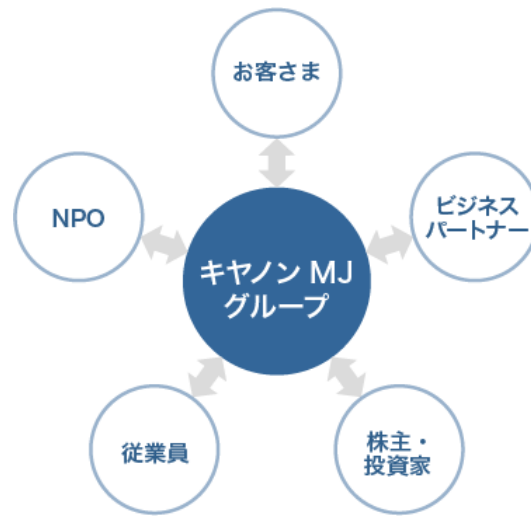 お客さま
NPO
ビジネス
パートナー
キヤノン MJ
グループ
従業員
株主・
投資家